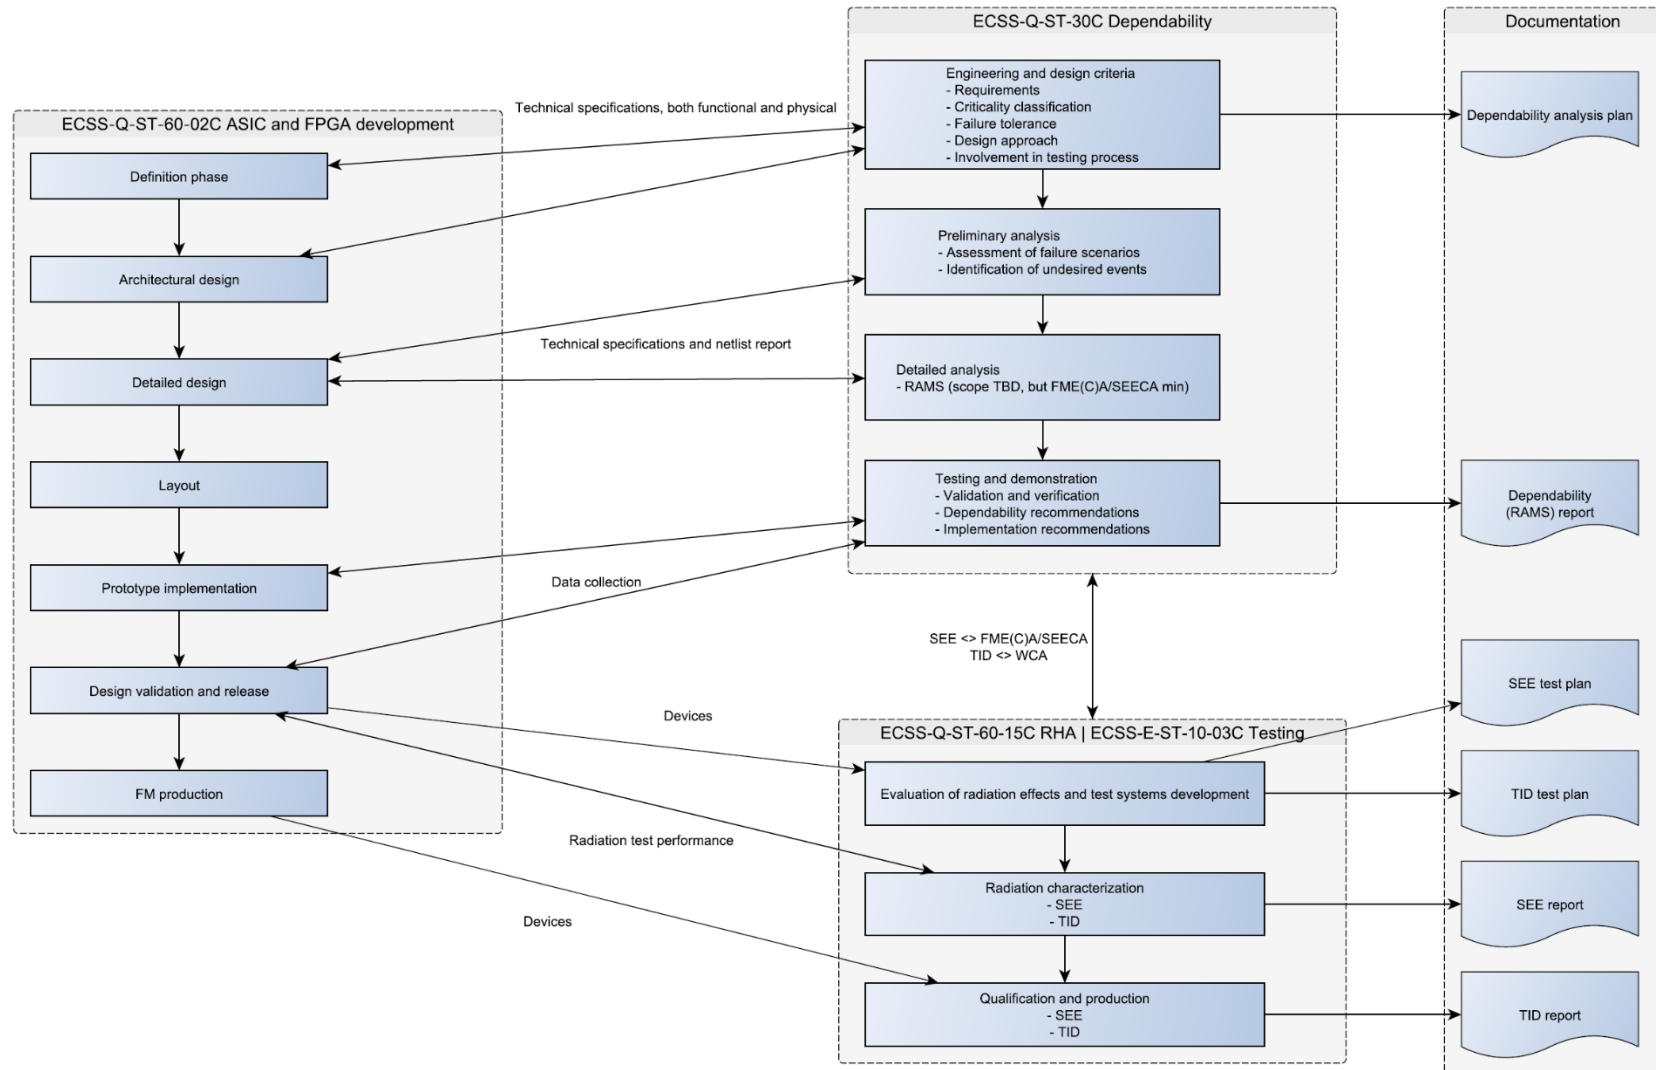 ECSS-Q-ST-60-02C ASIC and FPGA development
Definition phase
Architectural design
Detailed design
Layout
Prototype implementation
Design validation and release
FM production
Technical specifications, both functional and physical
Technical specifications and netlist report
Data collection
Devices
Radiation test performance
Devices
ECSS-Q-ST-30C Dependability
Engineering and design criteria
- Requirements
- Criticality classification
- Failure tolerance
- Design approach
- Involvement in testing process
Preliminary analysis
- Assessment of failure scenarios
- Identification of undesired events
Detailed analysis
- RAMS (scope TBD, but FME(C)A/SEECA min)
Testing and demonstration
- Validation and verification
- Dependability recommendations
- Implementation recommendations
SEE <> FME(C)A/SEECA
TID <> WCA
ECSS-Q-ST-60-15C RHA | ECSS-E-ST-10-03C Testing
Evaluation of radiation effects and test systems development
Radiation characterization
- SEE
- TID
Qualification and production
- SEE
- TID
Documentation
Dependability analysis plan
Dependability
(RAMS) report
SEE test plan
TID test plan
SEE report
TID report